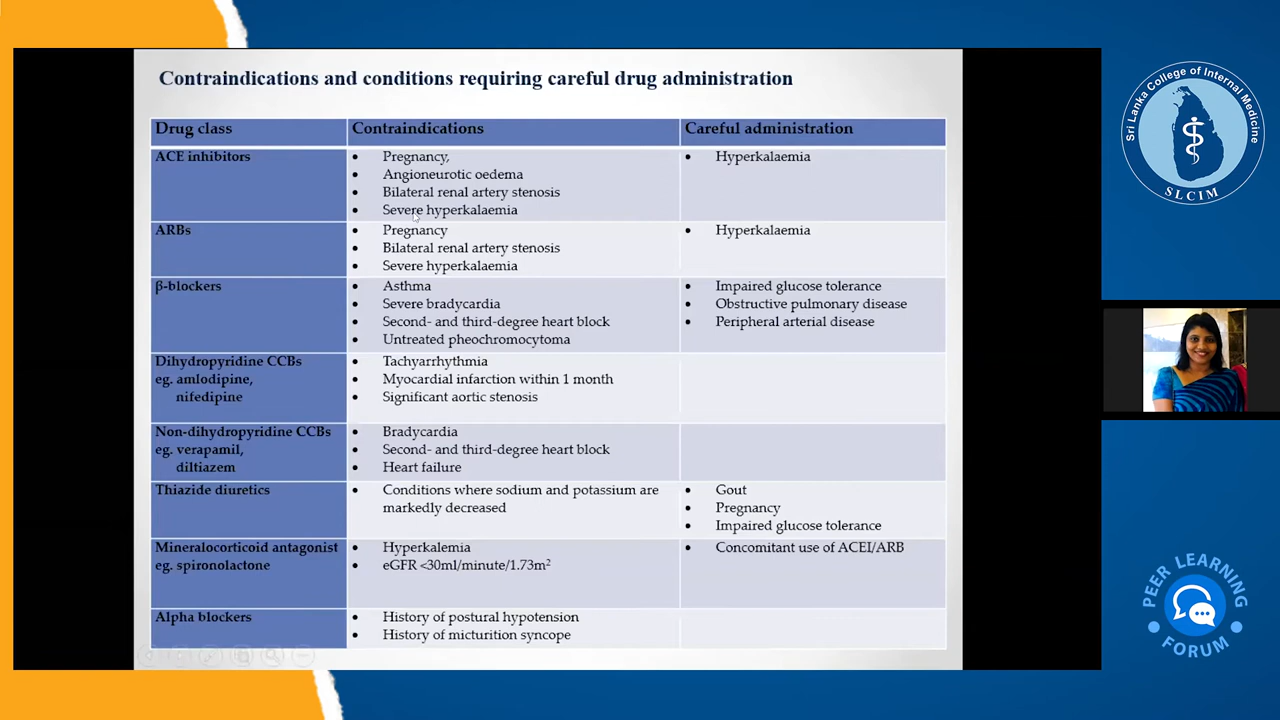 Contraindications and conditions requiring careful drug administration
Drug class
Contraindications
Careful administration
ACE inhibitors
• Pregnancy,
• Angioneurotic oedema
• Bilateral renal artery stenosis
• Severe hyperkalaemia
• Hyperkalaemia
ARBs
• Pregnancy
• Bilateral renal artery stenosis
• Severe hyperkalaemia
• Hyperkalaemia
β-blockers
• Asthma
• Severe bradycardia
• Second- and third-degree heart block
• Untreated pheochromocytoma
• Impaired glucose tolerance
• Obstructive pulmonary disease
• Peripheral arterial disease
Dihydropyridine CCBs
eg. amlodipine,
nifedipine
• Tachyarrhythmia
• Myocardial infarction within 1 month
• Significant aortic stenosis
Non-dihydropyridine CCBs
eg. verapamil,
diltiazem
• Bradycardia
• Second- and third-degree heart block
• Heart failure
Thiazide diuretics
• Conditions where sodium and potassium are
markedly decreased
• Gout
• Pregnancy
• Impaired glucose tolerance
Mineralocorticoid antagonist
eg. spironolactone
• Hyperkalemia
• eGFR <30ml/minute/1.73m²
• Concomitant use of ACEI/ARB
Alpha blockers
• History of postural hypotension
• History of micturition syncope
Sri Lanka College of Internal Medicine
SLCIM
PEER LEARNING
FORUM